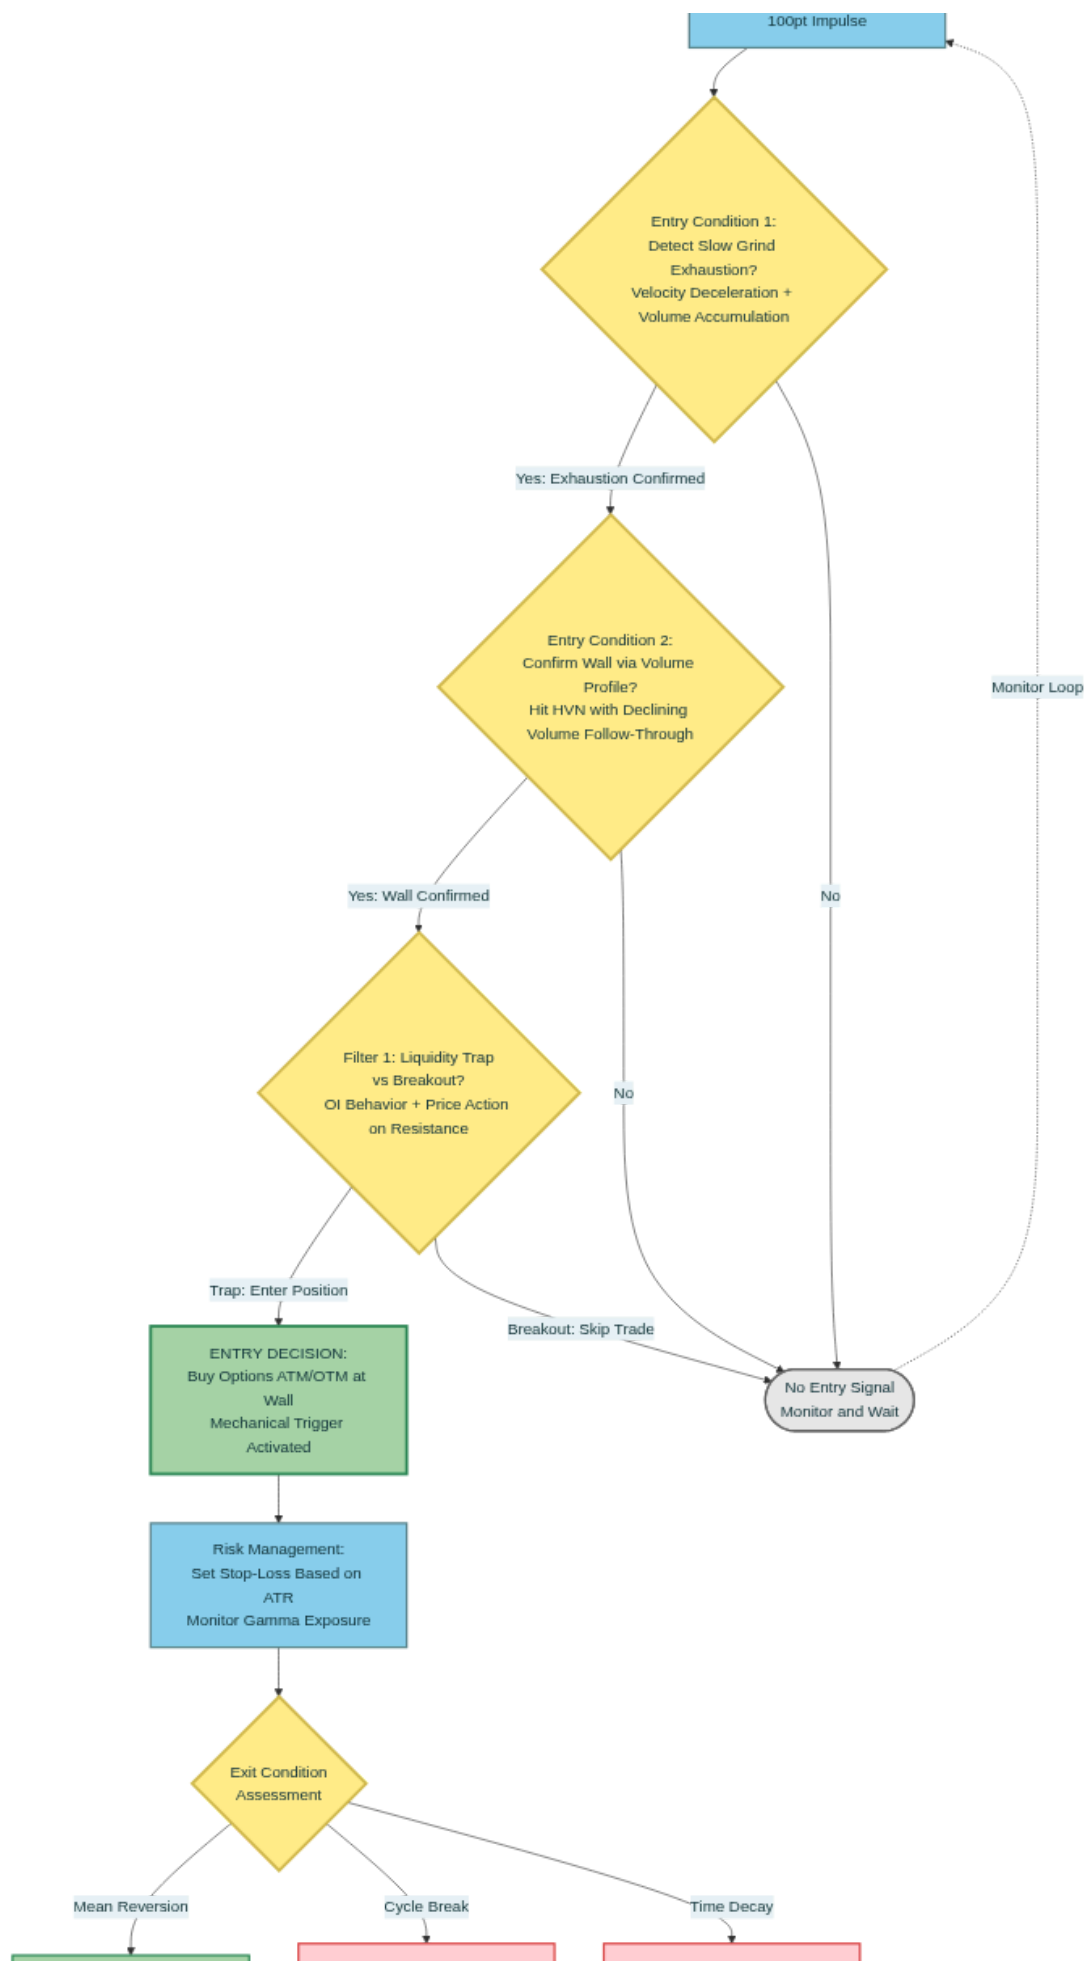 100pt Impulse
Entry Condition 1:
Detect Slow Grind
Exhaustion?
Velocity Deceleration +
Volume Accumulation
Yes: Exhaustion Confirmed
Entry Condition 2:
Confirm Wall via Volume
Profile?
Hit HVN with Declining
Volume Follow-Through
Monitor Loop
Yes: Wall Confirmed
No
Filter 1: Liquidity Trap
vs Breakout?
OI Behavior + Price Action
on Resistance
No
Trap: Enter Position
Breakout: Skip Trade
ENTRY DECISION:
Buy Options ATM/OTM at
Wall
Mechanical Trigger
Activated
No Entry Signal
Monitor and Wait
Risk Management:
Set Stop-Loss Based on
ATR
Monitor Gamma Exposure
Exit Condition
Assessment
Mean Reversion
Cycle Break
Time Decay